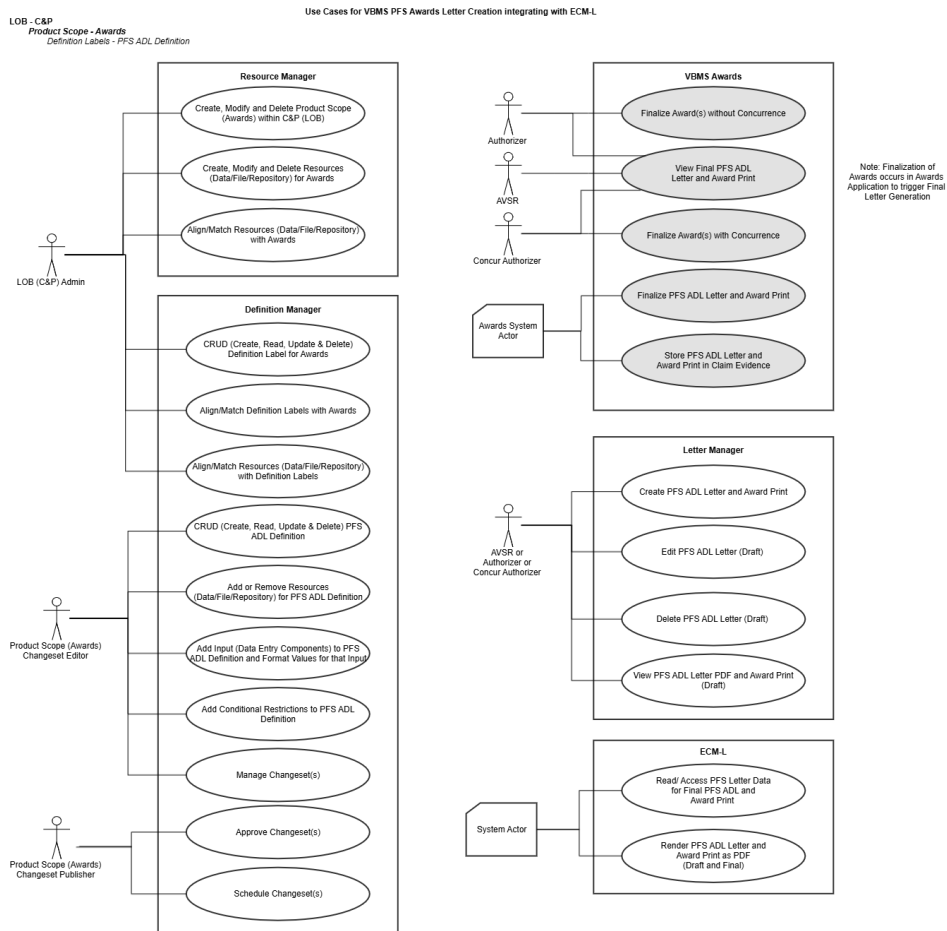 Use Cases for VBMS PFS Awards Letter Creation integrating with ECM-L
LOB - C&P
Product Scope - Awards
Definition Labels - PFS ADL Definition
Resource Manager
Create, Modify and Delete Product Scope
(Awards) within C&P (LOB)
Create, Modify and Delete Resources
(Data/File/Repository) for Awards
Align/Match Resources (Data/File/Repository)
with Awards
LOB (C&P) Admin
Definition Manager
CRUD (Create, Read, Update & Delete)
Definition Label for Awards
Align/Match Definition Labels with Awards
Align/Match Resources (Data/File/Repository)
with Definition Labels
CRUD (Create, Read, Update & Delete) PFS
ADL Definition
Add or Remove Resources
(Data/File/Repository) for PFS ADL Definition
Product Scope (Awards)
Changeset Editor
Add Input (Data Entry Components) to PFS
ADL Definition and Format Values for that Input
Add Conditional Restrictions to PFS ADL
Definition
Manage Changeset(s)
Approve Changeset(s)
Product Scope (Awards)
Changeset Publisher
Schedule Changeset(s)
VBMS Awards
Authorizer
Finalize Award(s) without Concurrence
AVSR
View Final PFS ADL
Letter and Award Print
Note: Finalization of
Awards occurs in Awards
Application to trigger Final
Letter Generation
Concur Authorizer
Finalize Award(s) with Concurrence
Awards System
Actor
Finalize PFS ADL Letter and Award Print
Store PFS ADL Letter and
Award Print in Claim Evidence
Letter Manager
Create PFS ADL Letter and Award Print
AVSR or
Authorizer or
Concur Authorizer
Edit PFS ADL Letter (Draft)
Delete PFS ADL Letter (Draft)
View PFS ADL Letter PDF and Award Print
(Draft)
ECM-L
Read/ Access PFS Letter Data
for Final PFS ADL and
Award Print
System Actor
Render PFS ADL Letter and
Award Print as PDF
(Draft and Final)